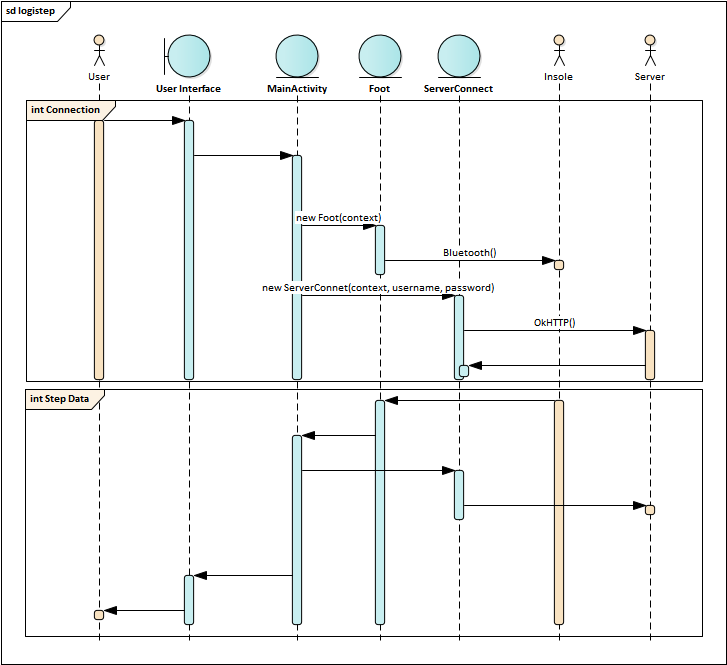 sd logistep
User
User Interface
MainActivity
Foot
ServerConnect
Insole
Server
int Connection
new Foot(context)
Bluetooth()
new ServerConnet(context, username, password)
OkHTTP()
int Step Data